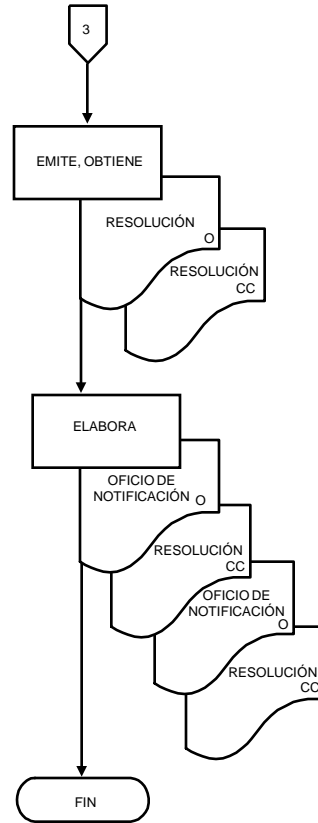 3
EMITE, OBTIENE
RESOLUCIÓN
O
RESOLUCIÓN
CC
ELABORA
OFICIO DE
NOTIFICACIÓN O
RESOLUCIÓN
CC
OFICIO DE
NOTIFICACIÓN
O
RESOLUCIÓN
CC
FIN